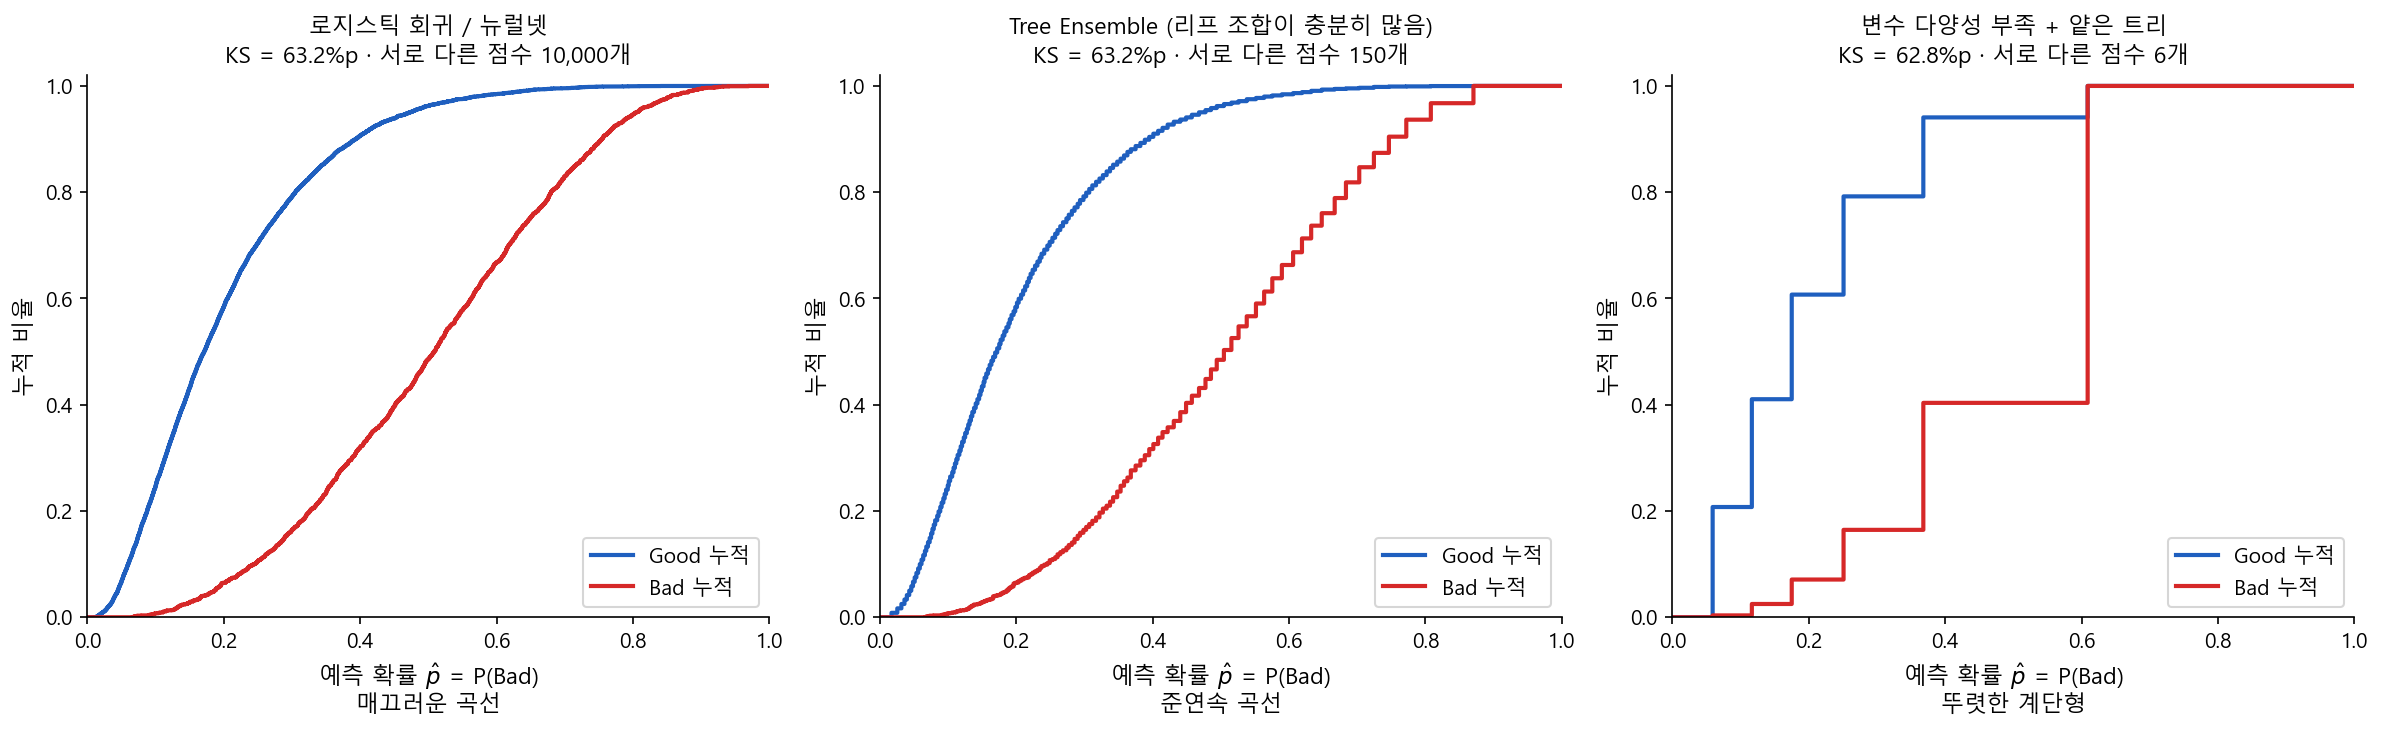 로지스틱 회귀 / 뉴럴넷
KS = 63.2%p · 서로 다른 점수 10,000개
누적 비율
1.0
0.8
0.6
0.4
0.2
0.0
0.0 0.2 0.4 0.6 0.8 1.0
Good 누적
Bad 누적
예측 확률 p̂ = P(Bad)
매끄러운 곡선
Tree Ensemble (리프 조합이 충분히 많음)
KS = 63.2%p · 서로 다른 점수 150개
누적 비율
1.0
0.8
0.6
0.4
0.2
0.0
0.0 0.2 0.4 0.6 0.8 1.0
Good 누적
Bad 누적
예측 확률 p̂ = P(Bad)
준연속 곡선
변수 다양성 부족 + 얕은 트리
KS = 62.8%p · 서로 다른 점수 6개
누적 비율
1.0
0.8
0.6
0.4
0.2
0.0
0.0 0.2 0.4 0.6 0.8 1.0
Good 누적
Bad 누적
예측 확률 p̂ = P(Bad)
뚜렷한 계단형